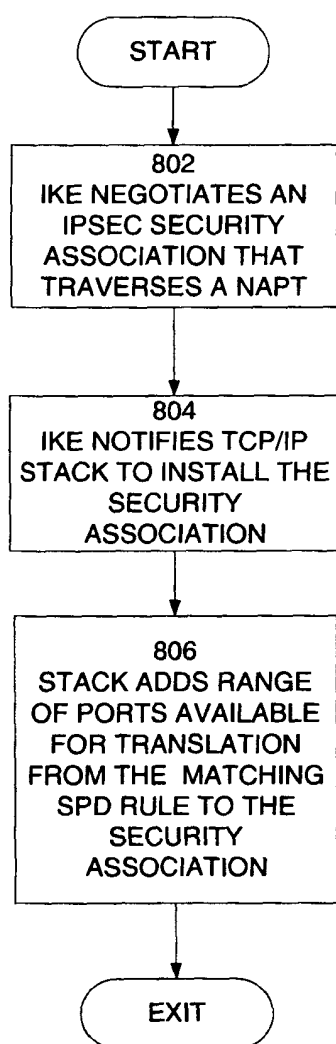 START
802
IKE NEGOTIATES AN
IPSEC SECURITY
ASSOCIATION THAT
TRAVERSES A NAPT
804
IKE NOTIFIES TCP/IP
STACK TO INSTALL THE
SECURITY
ASSOCIATION
806
STACK ADDS RANGE
OF PORTS AVAILABLE
FOR TRANSLATION
FROM THE MATCHING
SPD RULE TO THE
SECURITY
ASSOCIATION
EXIT